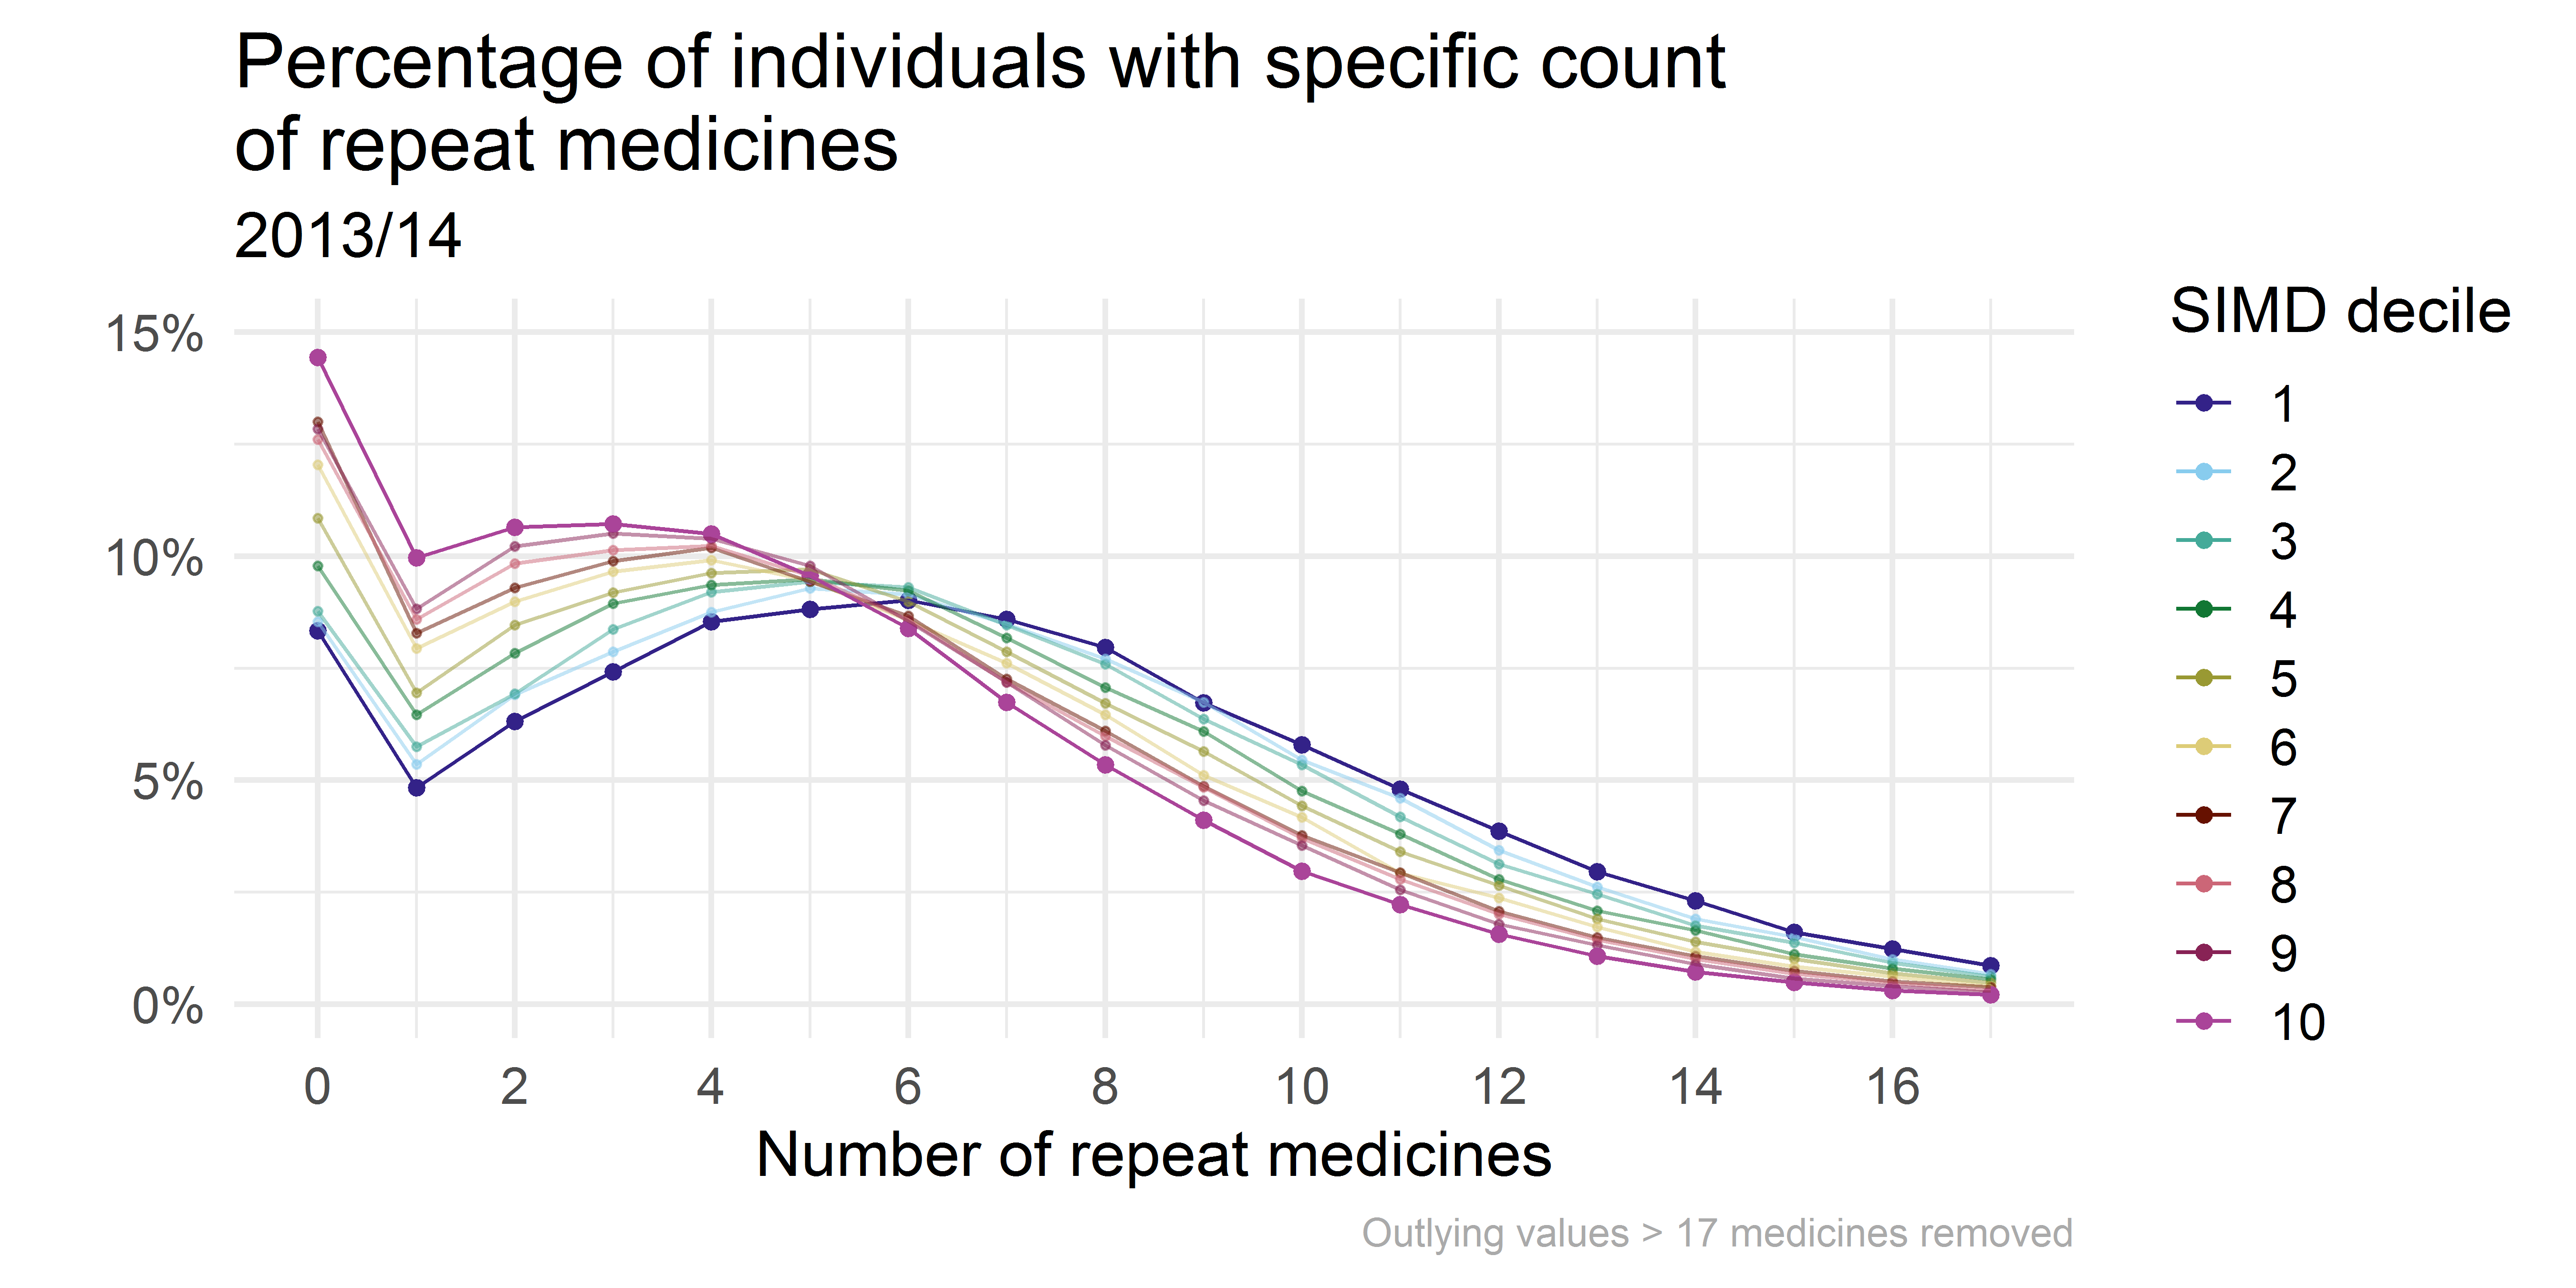 Percentage of individuals with specific count
of repeat medicines
2013/14
15%
10%
5%
0%
0 2 4 6 8 10 12 14 16
Number of repeat medicines
SIMD decile
1
2
3
4
5
6
7
8
9
10
Outlying values > 17 medicines removed